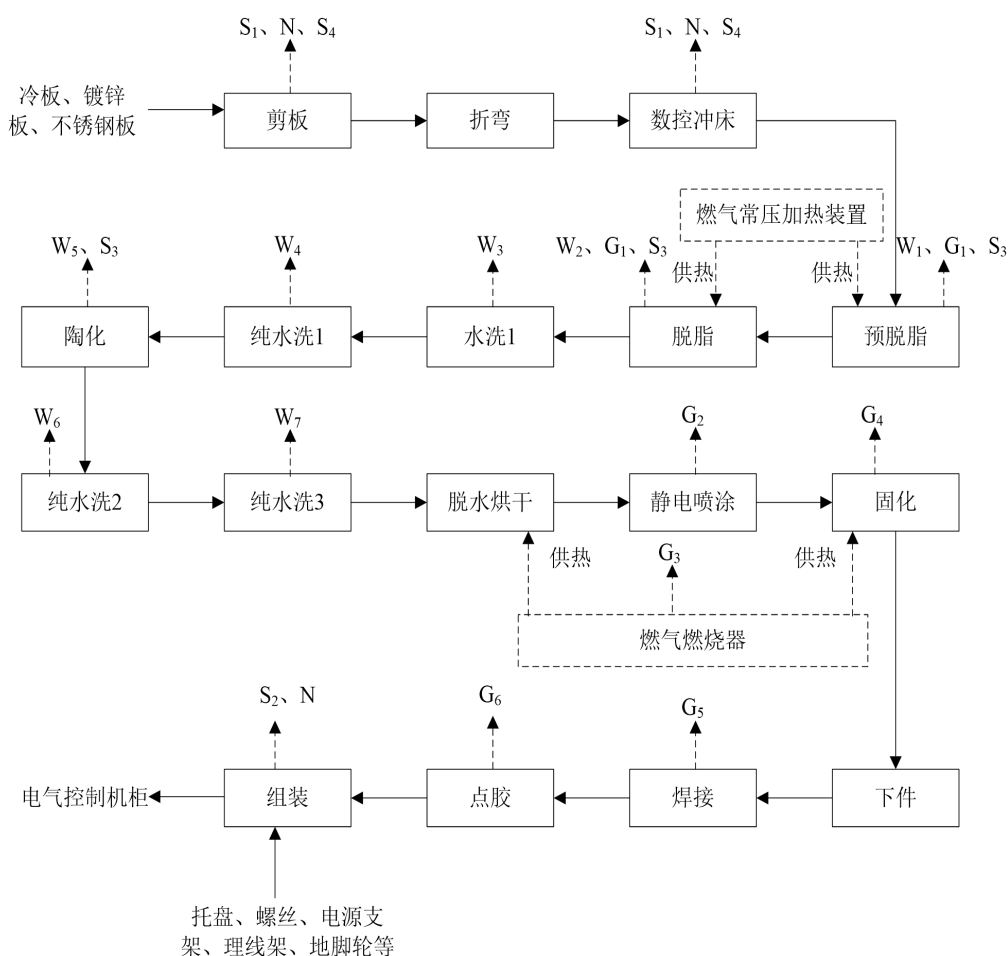 S₁、N、S₄
S₁、N、S₄
冷板、镀锌
板、不锈钢板
剪板
折弯
数控冲床
燃气常压加热装置
W₅、S₃
W₄
W₃
W₂、G₁、S₃
供热
供热
W₁、G₁、S₃
陶化
纯水洗1
水洗1
脱脂
预脱脂
W₆
W₇
G₂
G₄
纯水洗2
纯水洗3
脱水烘干
静电喷涂
固化
供热
G₃
供热
燃气燃烧器
S₂、N
G₆
G₅
电气控制机柜
组装
点胶
焊接
下件
托盘、螺丝、电源支
架、理线架、地脚轮等